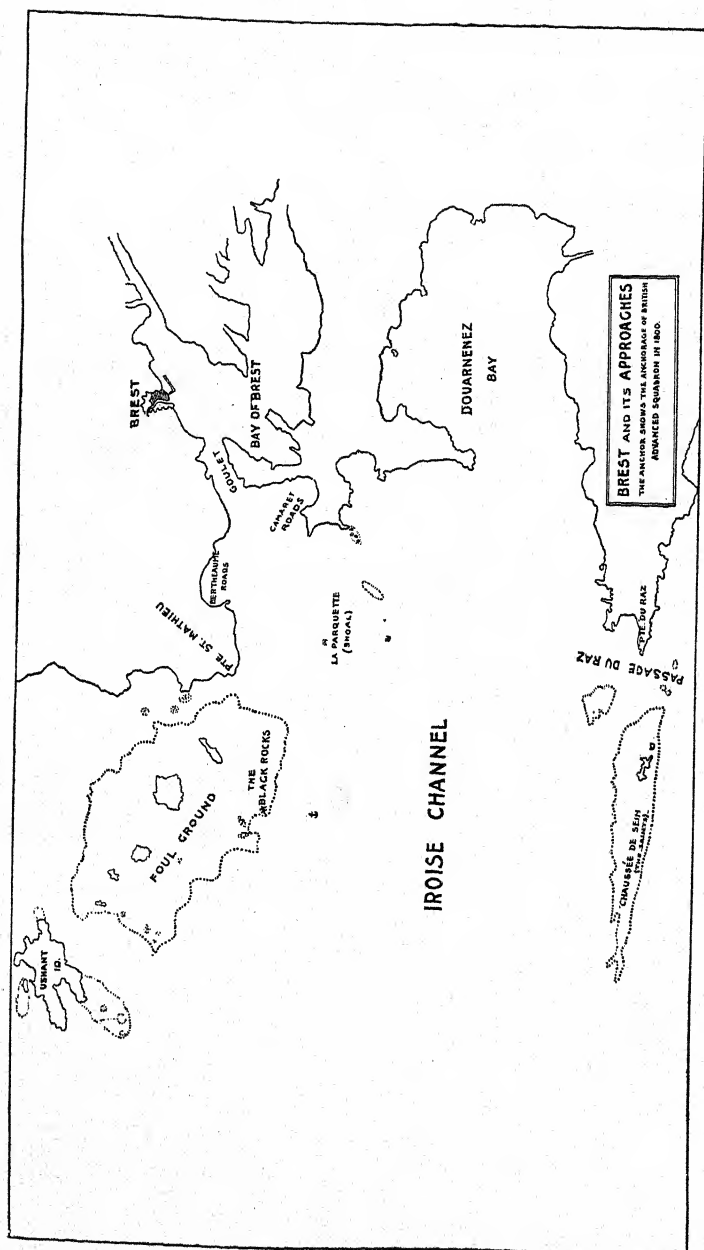 BREST
BAY OF BREST
GOULET
CAMARET
ROADS
BERTHEAUME
ROADS
PTE ST. MATHIEU
DOUARNENEZ
BAY
LA PARQUETTE
(SHOAL)
BREST AND ITS APPROACHES
THE ANCHOR SHOWS THE ANCHORAGE OF BRITISH
ADVANCED SQUADRON IN 1800.
PTE DU RAZ
PASSAGE DU RAZ
THE
BLACK ROCKS
FOUL GROUND
USHANT
ID.
IROISE CHANNEL
CHAUSSÉE DE SEIN
(THE SAINTS)